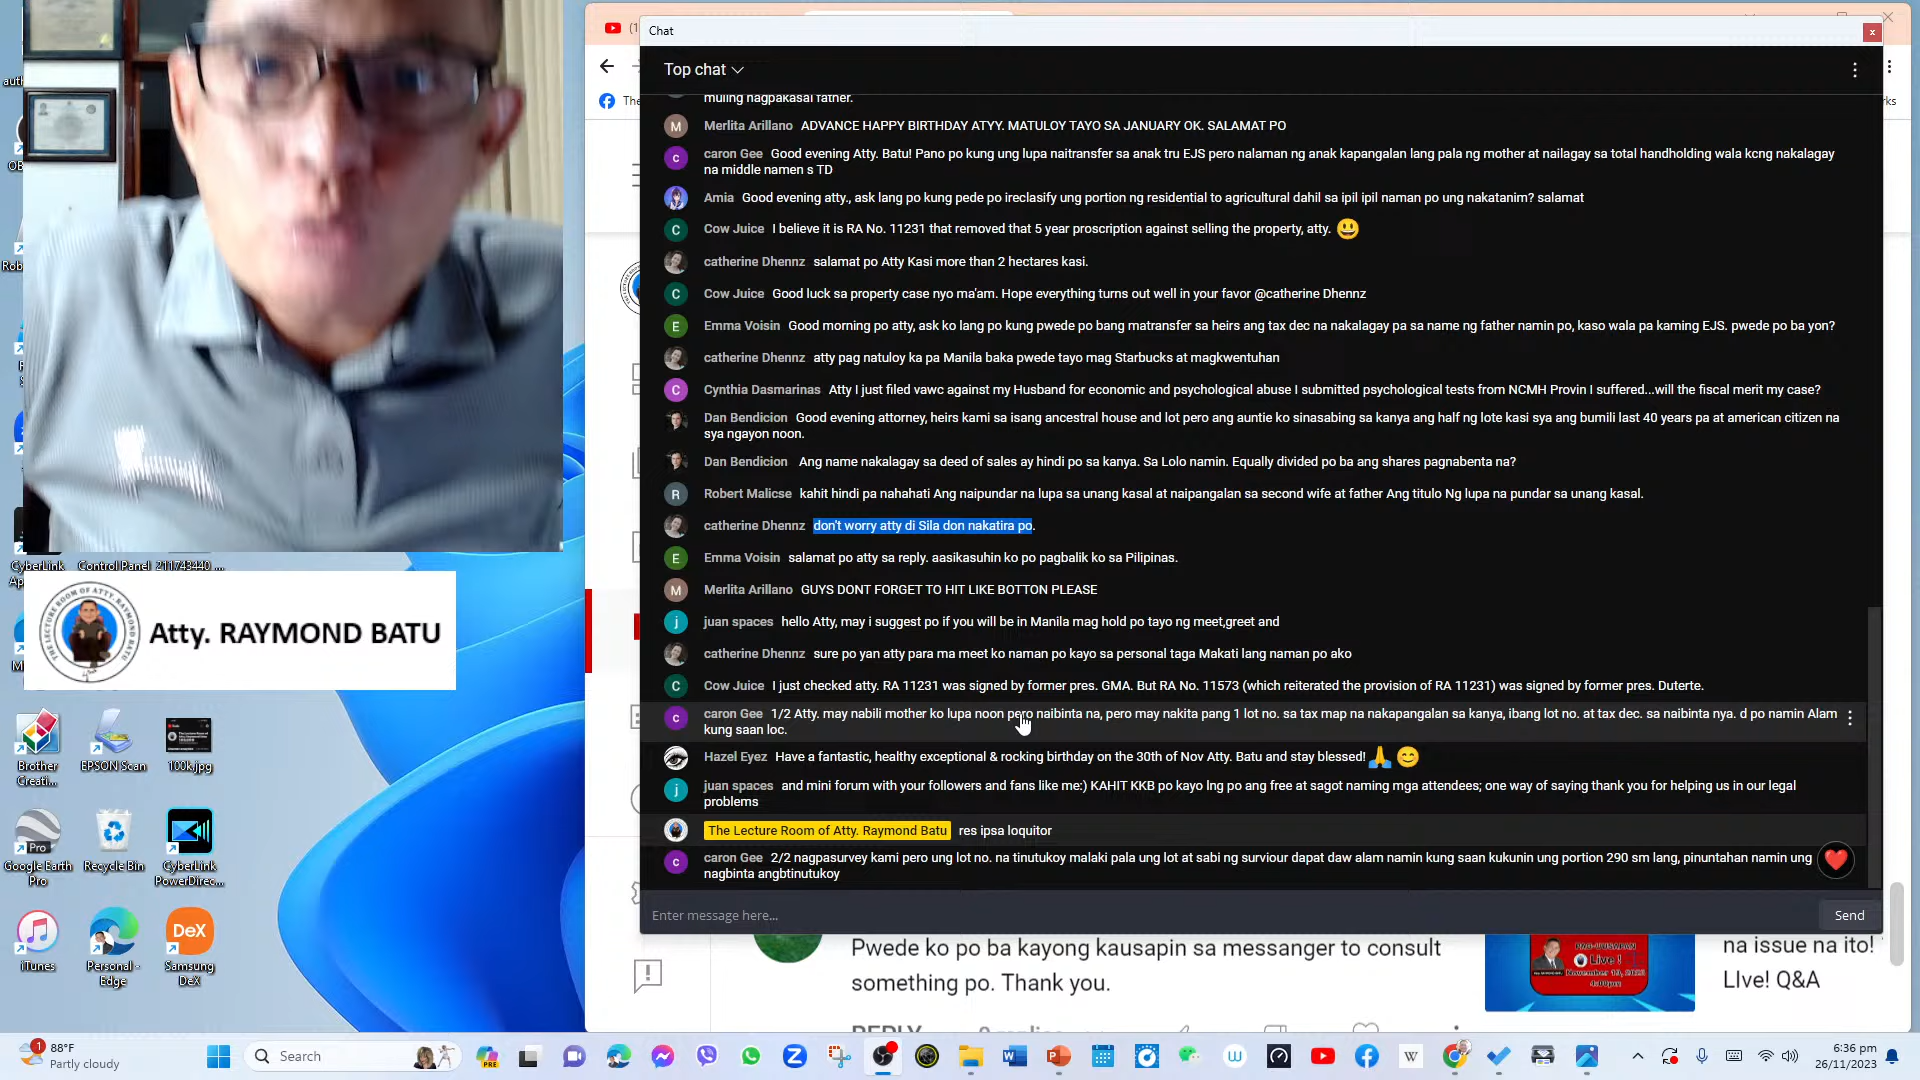 Chat
Top chat
muling nagpakasal father.
Merlita Arillano ADVANCE HAPPY BIRTHDAY ATYY. MATULOY TAYO SA JANUARY OK. SALAMAT PO
caron Gee Good evening Atty. Batu! Pano po kung ung lupa naitransfer sa anak tru EJS pero nalaman ng anak kapangalan lang pala ng mother at nailagay sa total handholding wala kcng nakalagay
na middle namen s TD
Amia Good evening atty., ask lang po kung pede po ireclasify ung portion ng residential to agricultural dahil sa ipil ipil naman po ung nakatanim? salamat
Cow Juice I believe it is RA No. 11231 that removed that 5 year proscription against selling the property, atty. 😃
catherine Dhennz salamat po Atty Kasi more than 2 hectares kasi.
Cow Juice Good luck sa property case nyo ma'am. Hope everything turns out well in your favor @catherine Dhennz
Emma Voisin Good morning po atty, ask ko lang po kung pwede po bang matransfer sa heirs ang tax dec na nakalagay pa sa name ng father namin po, kaso wala pa kaming EJS. pwede po ba yon?
catherine Dhennz atty pag natuloy ka pa Manila baka pwede tayo mag Starbucks at magkwentuhan
Cynthia Dasmarinas Atty I just filed vawc against my Husband for economic and psychological abuse I submitted psychological tests from NCMH Provin I suffered...will the fiscal merit my case?
Dan Bendicion Good evening attorney, heirs kami sa isang ancestral house and lot pero ang auntie ko sinasabing sa kanya ang half ng lote kasi sya ang bumili last 40 years pa at american citizen na
sya ngayon noon.
Dan Bendicion Ang name nakalagay sa deed of sales ay hindi po sa kanya. Sa Lolo namin. Equally divided po ba ang shares pagnabenta na?
Robert Malicse kahit hindi pa nahahati Ang naipundar na lupa sa unang kasal at naipangalan sa second wife at father Ang titulo Ng lupa na pundar sa unang kasal.
catherine Dhennz don't worry atty di Sila don nakatira po.
Emma Voisin salamat po atty sa reply. aasikasuhin ko po pagbalik ko sa Pilipinas.
Merlita Arillano GUYS DONT FORGET TO HIT LIKE BOTTON PLEASE
juan spaces hello Atty, may i suggest po if you will be in Manila mag hold po tayo ng meet,greet and
catherine Dhennz sure po yan atty para ma meet ko naman po kayo sa personal taga Makati lang naman po ako
Cow Juice I just checked atty. RA 11231 was signed by former pres. GMA. But RA No. 11573 (which reiterated the provision of RA 11231) was signed by former pres. Duterte.
caron Gee 1/2 Atty. may nabili mother ko lupa noon pero naibinta na, pero may nakita pang 1 lot no. sa tax map na nakapangalan sa kanya, ibang lot no. at tax dec. sa naibinta nya. d po namin Alam
kung saan loc.
Hazel Eyez Have a fantastic, healthy exceptional & rocking birthday on the 30th of Nov Atty. Batu and stay blessed! 🙏 😊
juan spaces and mini forum with your followers and fans like me:) KAHIT KKB po kayo lng po ang free at sagot naming mga attendees; one way of saying thank you for helping us in our legal
problems
The Lecture Room of Atty. Raymond Batu res ipsa loquitor
caron Gee 2/2 nagpasurvey kami pero ung lot no. na tinutukoy malaki pala ung lot at sabi ng surviour dapat daw alam namin kung saan kukunin ung portion 290 sm lang, pinuntahan namin ung
nagbinta angbtinutukoy
Enter message here...
Send
Pwede ko po ba kayong kausapin sa messanger to consult
something po. Thank you.
REPLY
Live !
November 19, 2023
na issue na ito!
LIve! Q&A
CyberLink
Control Panel
211743440 ...
THE LECTURE ROOM OF ATTY. RAYMOND BATU
Atty. RAYMOND BATU
Brother
Creati...
EPSON Scan
100k.jpg
Google Earth
Pro
Recycle Bin
CyberLink
PowerDirec...
iTunes
Personal -
Edge
DeX
Samsung
DeX
88°F
Partly cloudy
Search
6:36 pm
26/11/2023